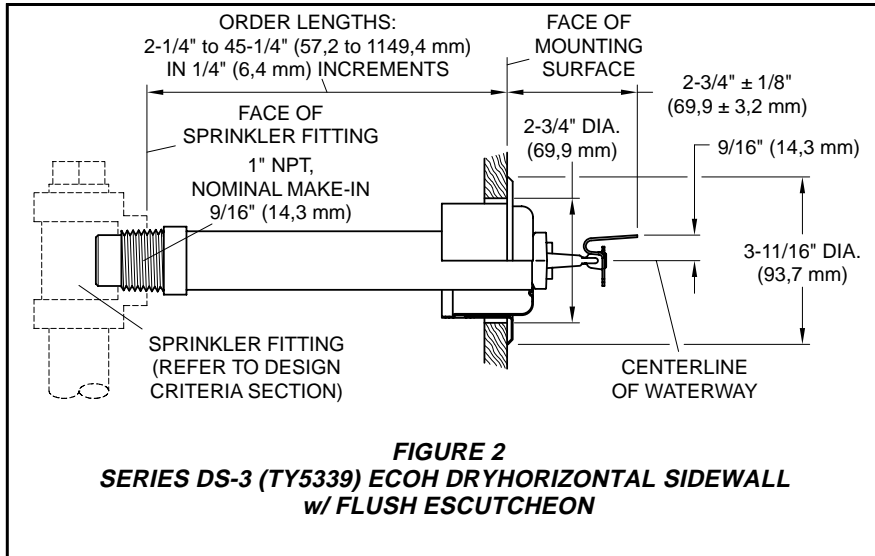 ORDER LENGTHS:
2-1/4" to 45-1/4" (57,2 to 1149,4 mm)
IN 1/4" (6,4 mm) INCREMENTS
FACE OF
MOUNTING
SURFACE
2-3/4" ± 1/8"
(69,9 ± 3,2 mm)
FACE OF
SPRINKLER FITTING
2-3/4" DIA.
(69,9 mm)
9/16" (14,3 mm)
1" NPT,
NOMINAL MAKE-IN
9/16" (14,3 mm)
3-11/16" DIA.
(93,7 mm)
SPRINKLER FITTING
(REFER TO DESIGN
CRITERIA SECTION)
CENTERLINE
OF WATERWAY
FIGURE 2
SERIES DS-3 (TY5339) ECOH DRYHORIZONTAL SIDEWALL
w/ FLUSH ESCUTCHEON